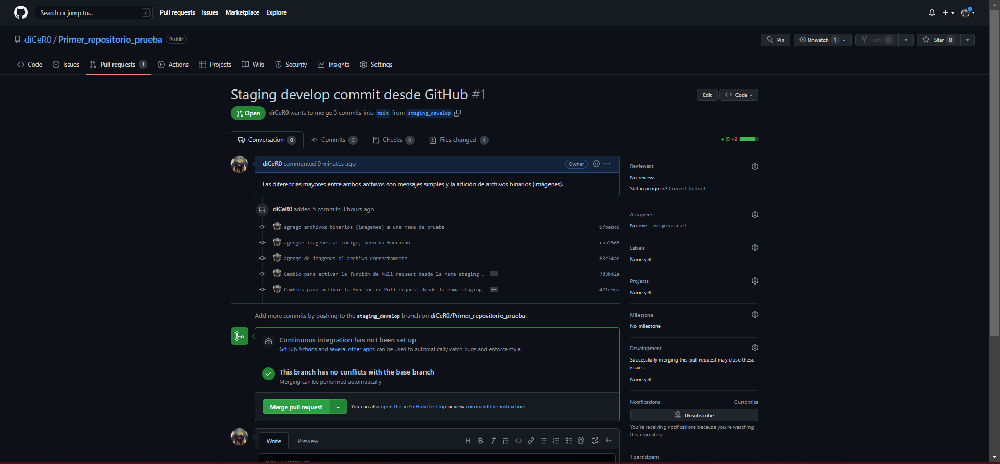 Search or jump to... /
Pull requests Issues Marketplace Explore
diCeR0 / Primer_repositorio_prueba Public
Pin Unwatch 1 Fork 0 Star 0
Code Issues Pull requests 1 Actions Projects Wiki Security Insights Settings
Staging develop commit desde GitHub #1
Edit Code
Open diCeR0 wants to merge 5 commits into main from staging_develop
Conversation 0 Commits 5 Checks 0 Files changed 4
+19 −2
diCeR0 commented 9 minutes ago
Owner
Las diferencias mayores entre ambos archivos son mensajes simples y la adición de archivos binarios (imágenes).
diCeR0 added 5 commits 3 hours ago
agrego archivos binarios (imagenes) a una rama de prueba 9fbe0c6
agregue imagenes al código, pero no funcionó caa2565
agrego de imagenes al archivo correctamente 83c34ae
Cambio para activar la función de Pull request desde la rama staging … 7d3b42a
Cambios para activar la función de Pull request desde la rama staging… 471cfea
Add more commits by pushing to the staging_develop branch on diCeR0/Primer_repositorio_prueba.
Continuous integration has not been set up
GitHub Actions and several other apps can be used to automatically catch bugs and enforce style.
This branch has no conflicts with the base branch
Merging can be performed automatically.
Merge pull request You can also open this in GitHub Desktop or view command line instructions.
Write Preview
H B I
Leave a comment
Reviewers
No reviews
Still in progress? Convert to draft
Assignees
No one—assign yourself
Labels
None yet
Projects
None yet
Milestone
No milestone
Development
Successfully merging this pull request may close these
issues.
None yet
Notifications Customize
Unsubscribe
You're receiving notifications because you're watching
this repository.
1 participant